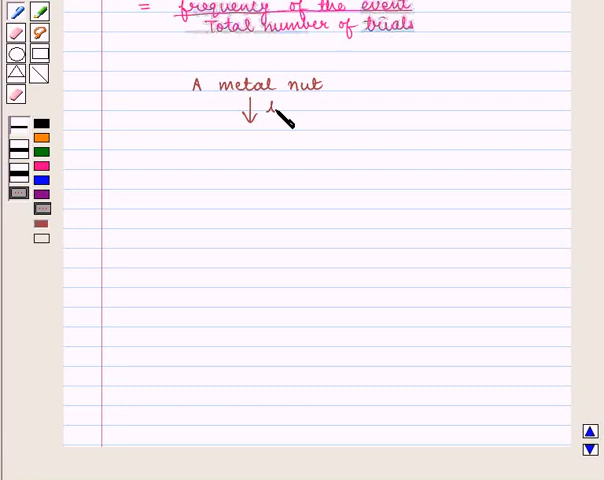 = frequency of the event
Total number of trials
A metal nut